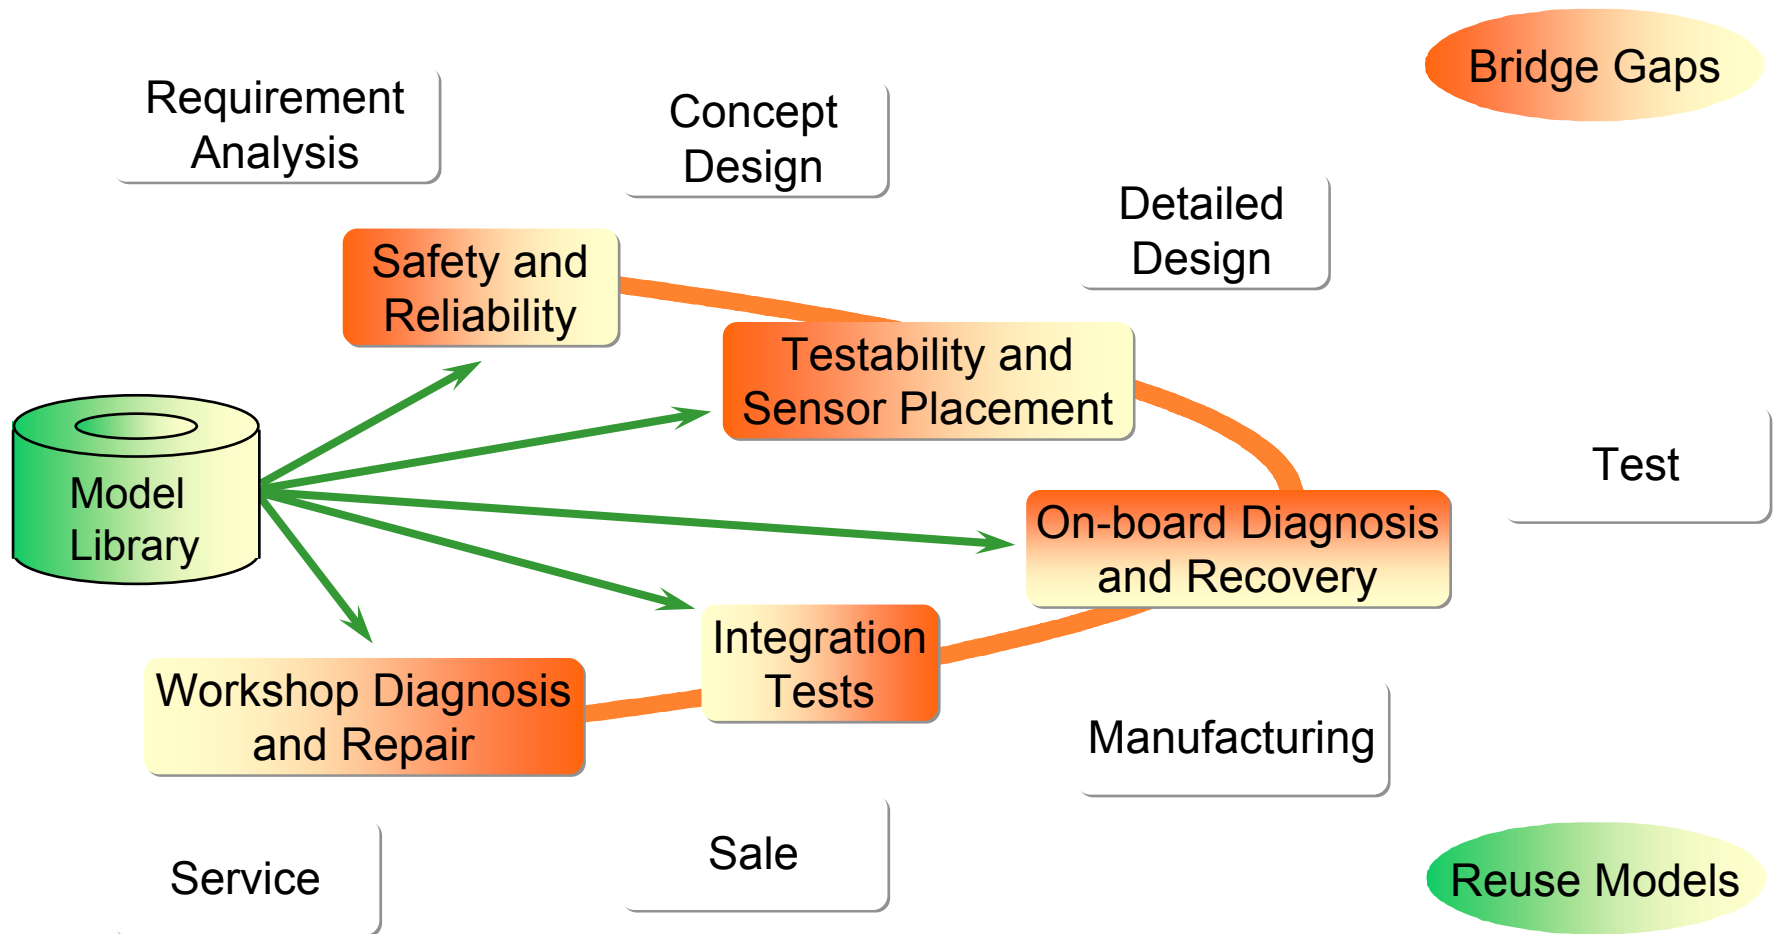 Bridge Gaps
Requirement
Analysis
Concept
Design
Detailed
Design
Safety and
Reliability
Testability and
Sensor Placement
Test
Model
Library
On-board Diagnosis
and Recovery
Integration
Tests
Workshop Diagnosis
and Repair
Manufacturing
Sale
Service
Reuse Models